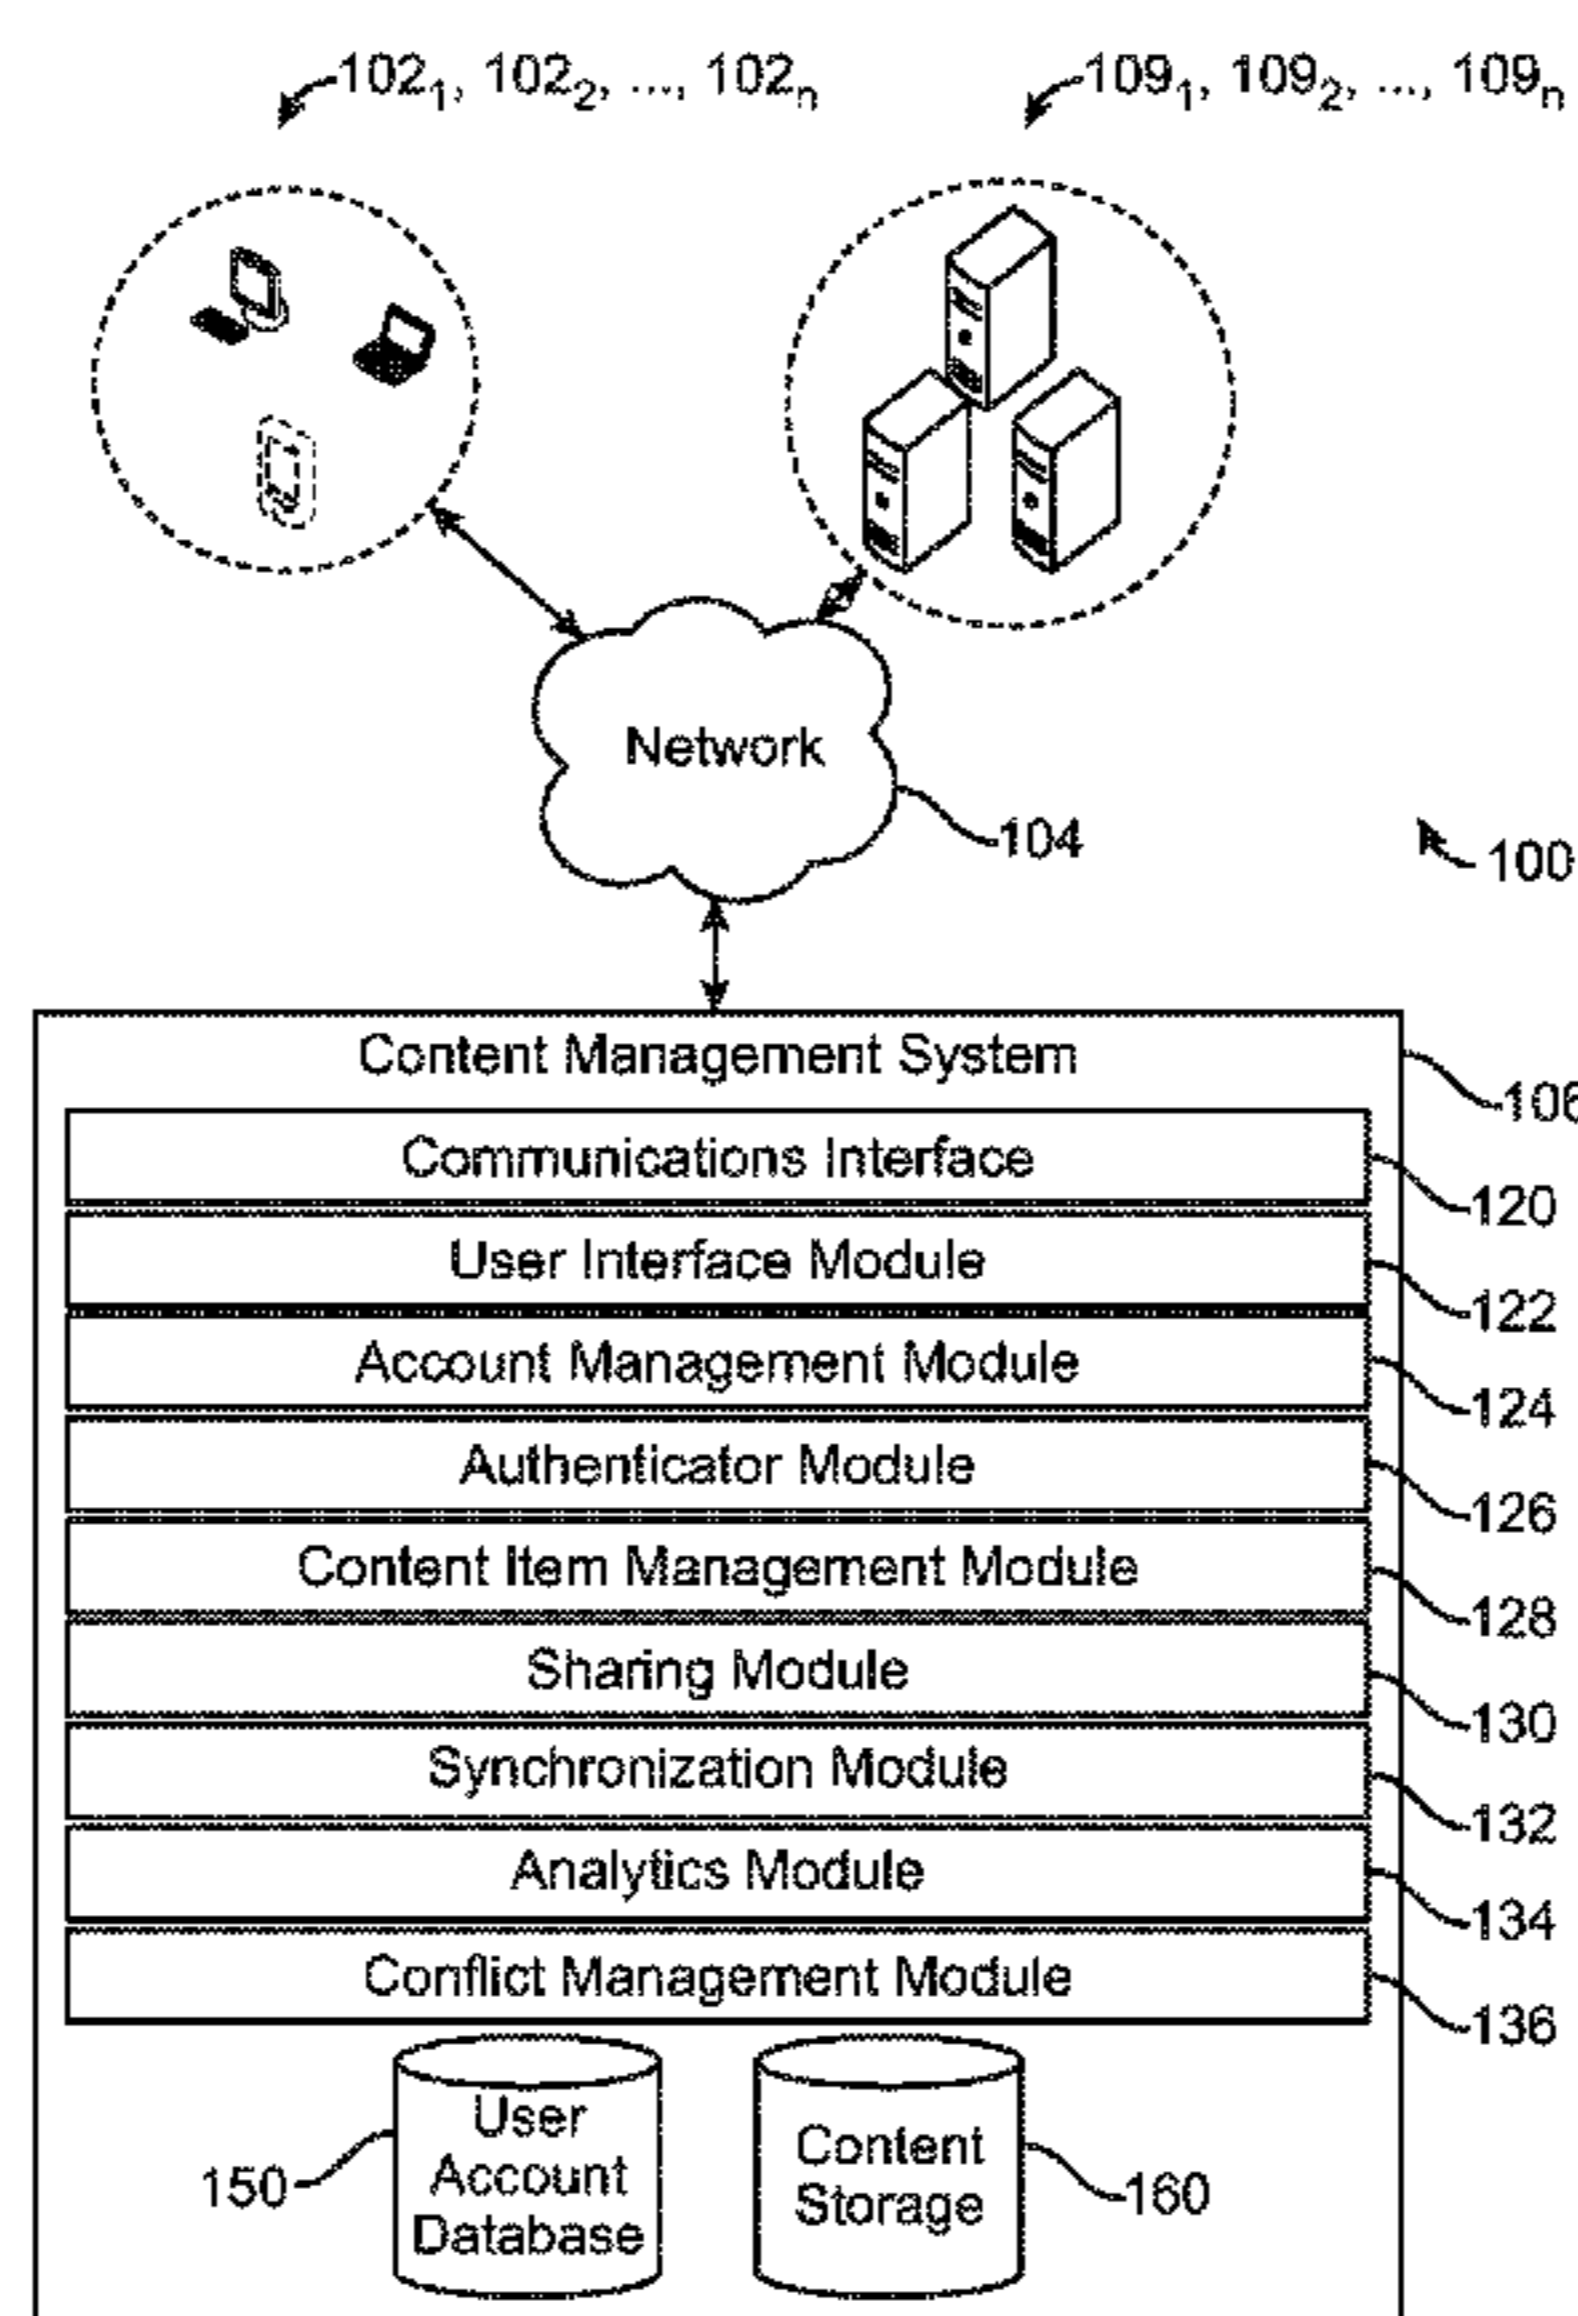 102₁, 102₂, ..., 102ₙ
109₁, 109₂, ..., 109ₙ
Network
104
100
Content Management System
106
Communications Interface
120
User Interface Module
122
Account Management Module
124
Authenticator Module
126
Content Item Management Module
128
Sharing Module
130
Synchronization Module
132
Analytics Module
134
Conflict Management Module
136
User
Account
Database
150
Content
Storage
160